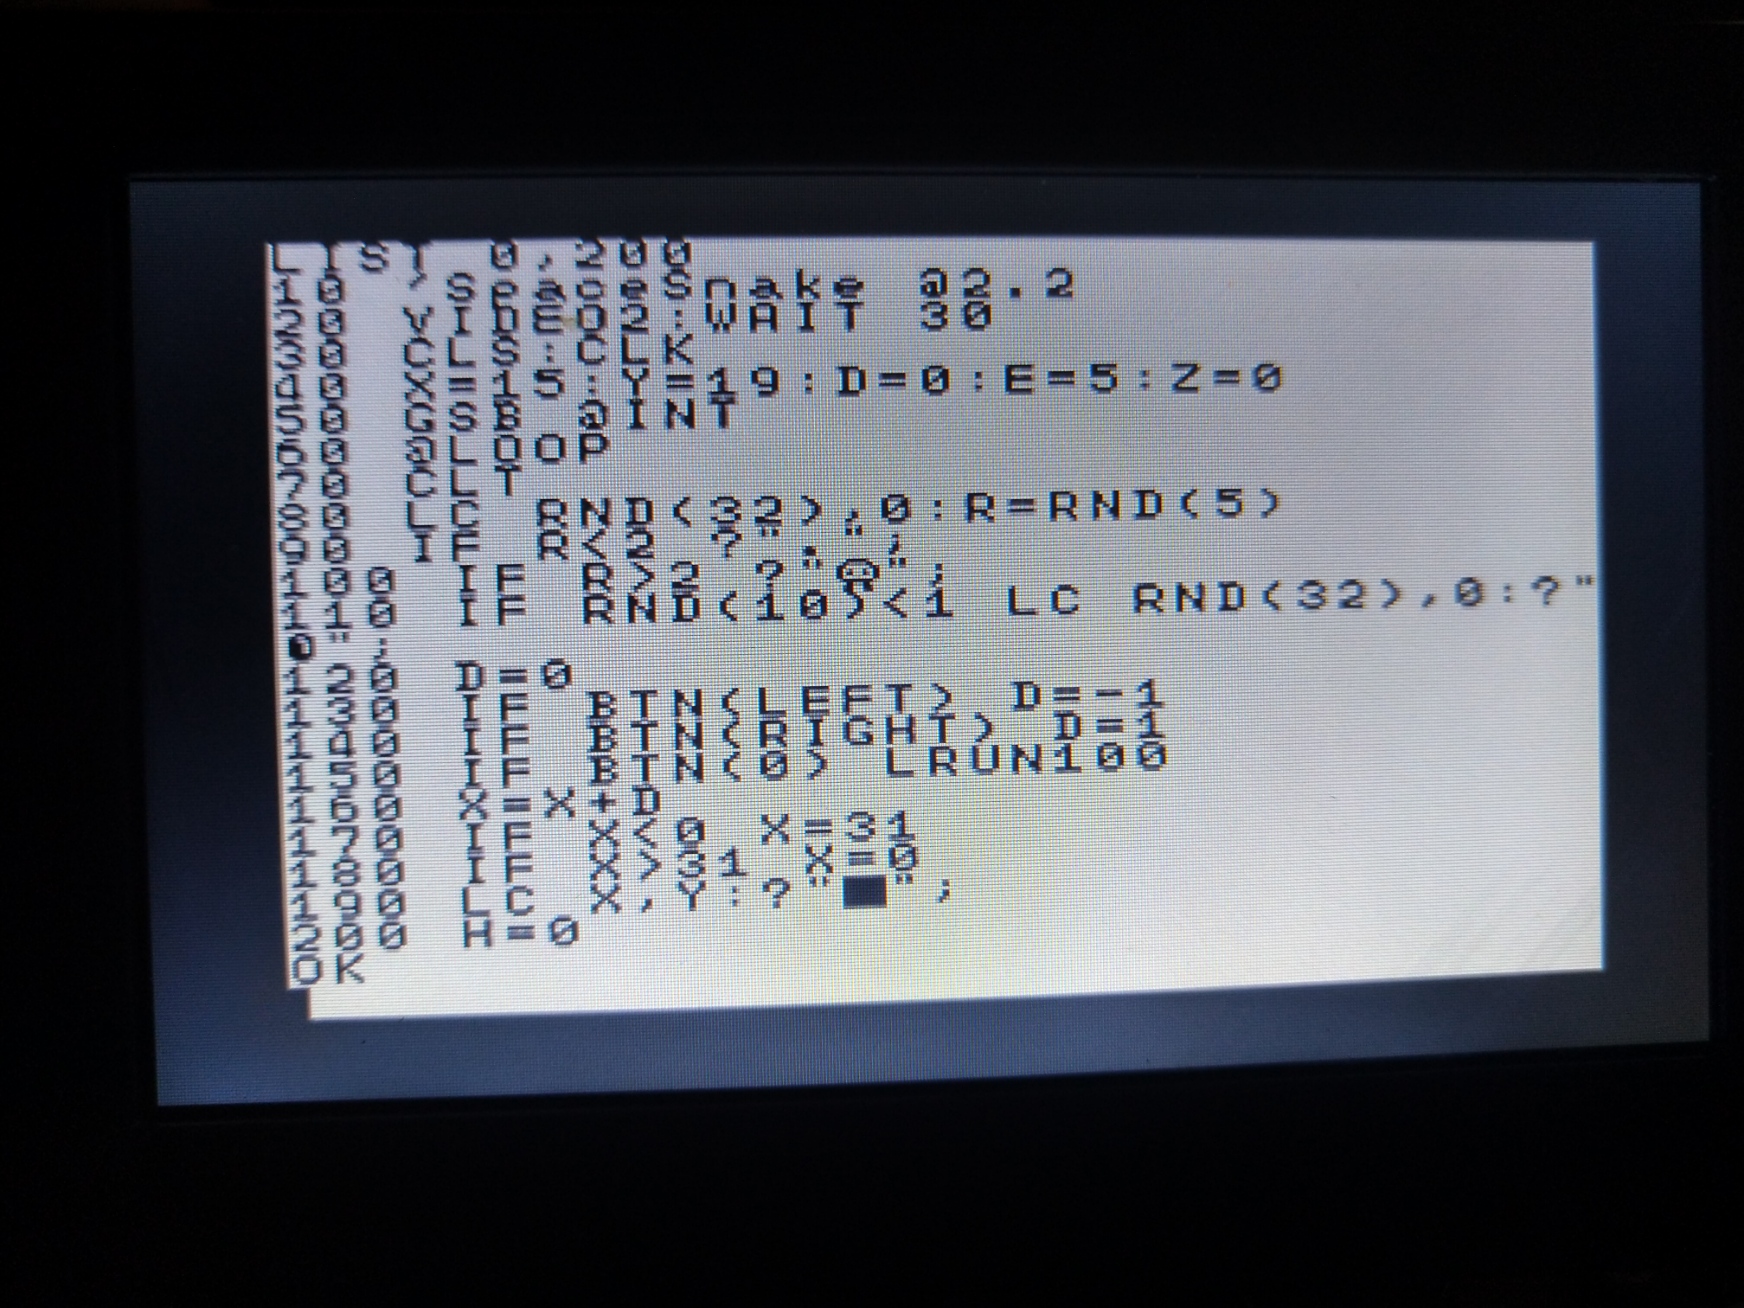 LIST 0,200
10 'SpaceSnake @2.2
20 VIDEO2:WAIT 30
30 CLS:CLK
40 X=15:Y=19:D=0:E=5:Z=0
50 GSB @INT
60 @LOOP
70 CLT
80 LC RND(32),0:R=RND(5)
90 IF R<2 ?".";
100 IF R>2 ?"☻";
110 IF RND(10)<1 LC RND(32),0:?"
●";
120 D=0
130 IF BTN(LEFT) D=-1
140 IF BTN(RIGHT) D=1
150 IF BTN(0) LRUN100
160 X=X+D
170 IF X<0 X=31
180 IF X>31 X=0
190 LC X,Y:?"■";
200 H=0
OK